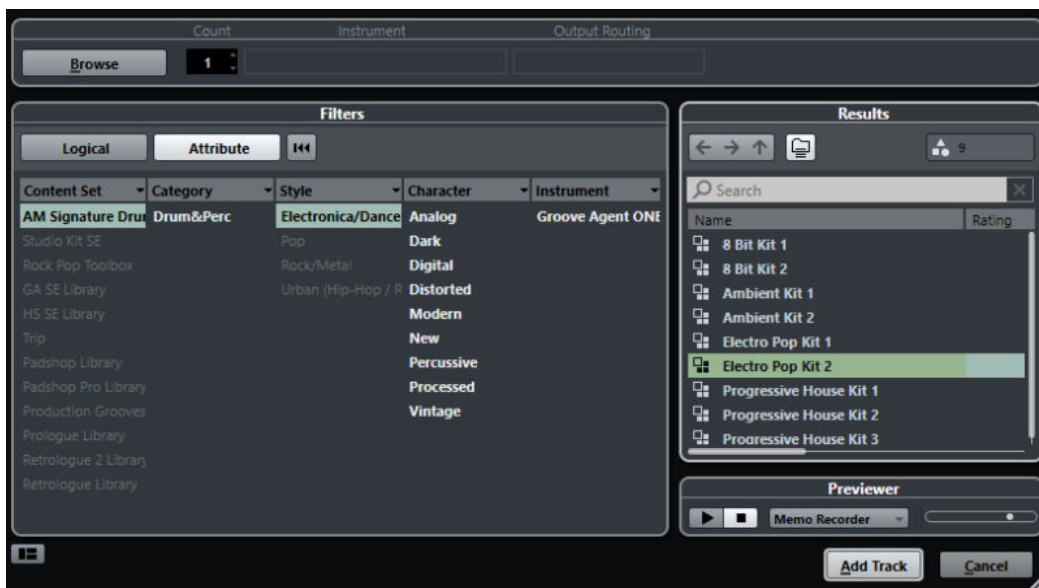 Count Instrument Output Routing
Browse 1
Filters
Logical Attribute
Content Set Category Style Character Instrument
AM Signature Drum Drum&Perc Electronica/Dance Analog Groove Agent ONE
Studio Kit SE Pop Dark
Rock Pop Toolbox Rock/Metal Digital
GA SE Library Urban (Hip-Hop / R Distorted
HS SE Library Modern
Trip New
Padshop Library Percussive
Padshop Pro Library Processed
Production Grooves Vintage
Prologue Library
Retrologue 2 Library
Retrologue Library
Results
9
Search
Name Rating
8 Bit Kit 1
8 Bit Kit 2
Ambient Kit 1
Ambient Kit 2
Electro Pop Kit 1
Electro Pop Kit 2
Progressive House Kit 1
Progressive House Kit 2
Progressive House Kit 3
Previewer
Memo Recorder
Add Track Cancel